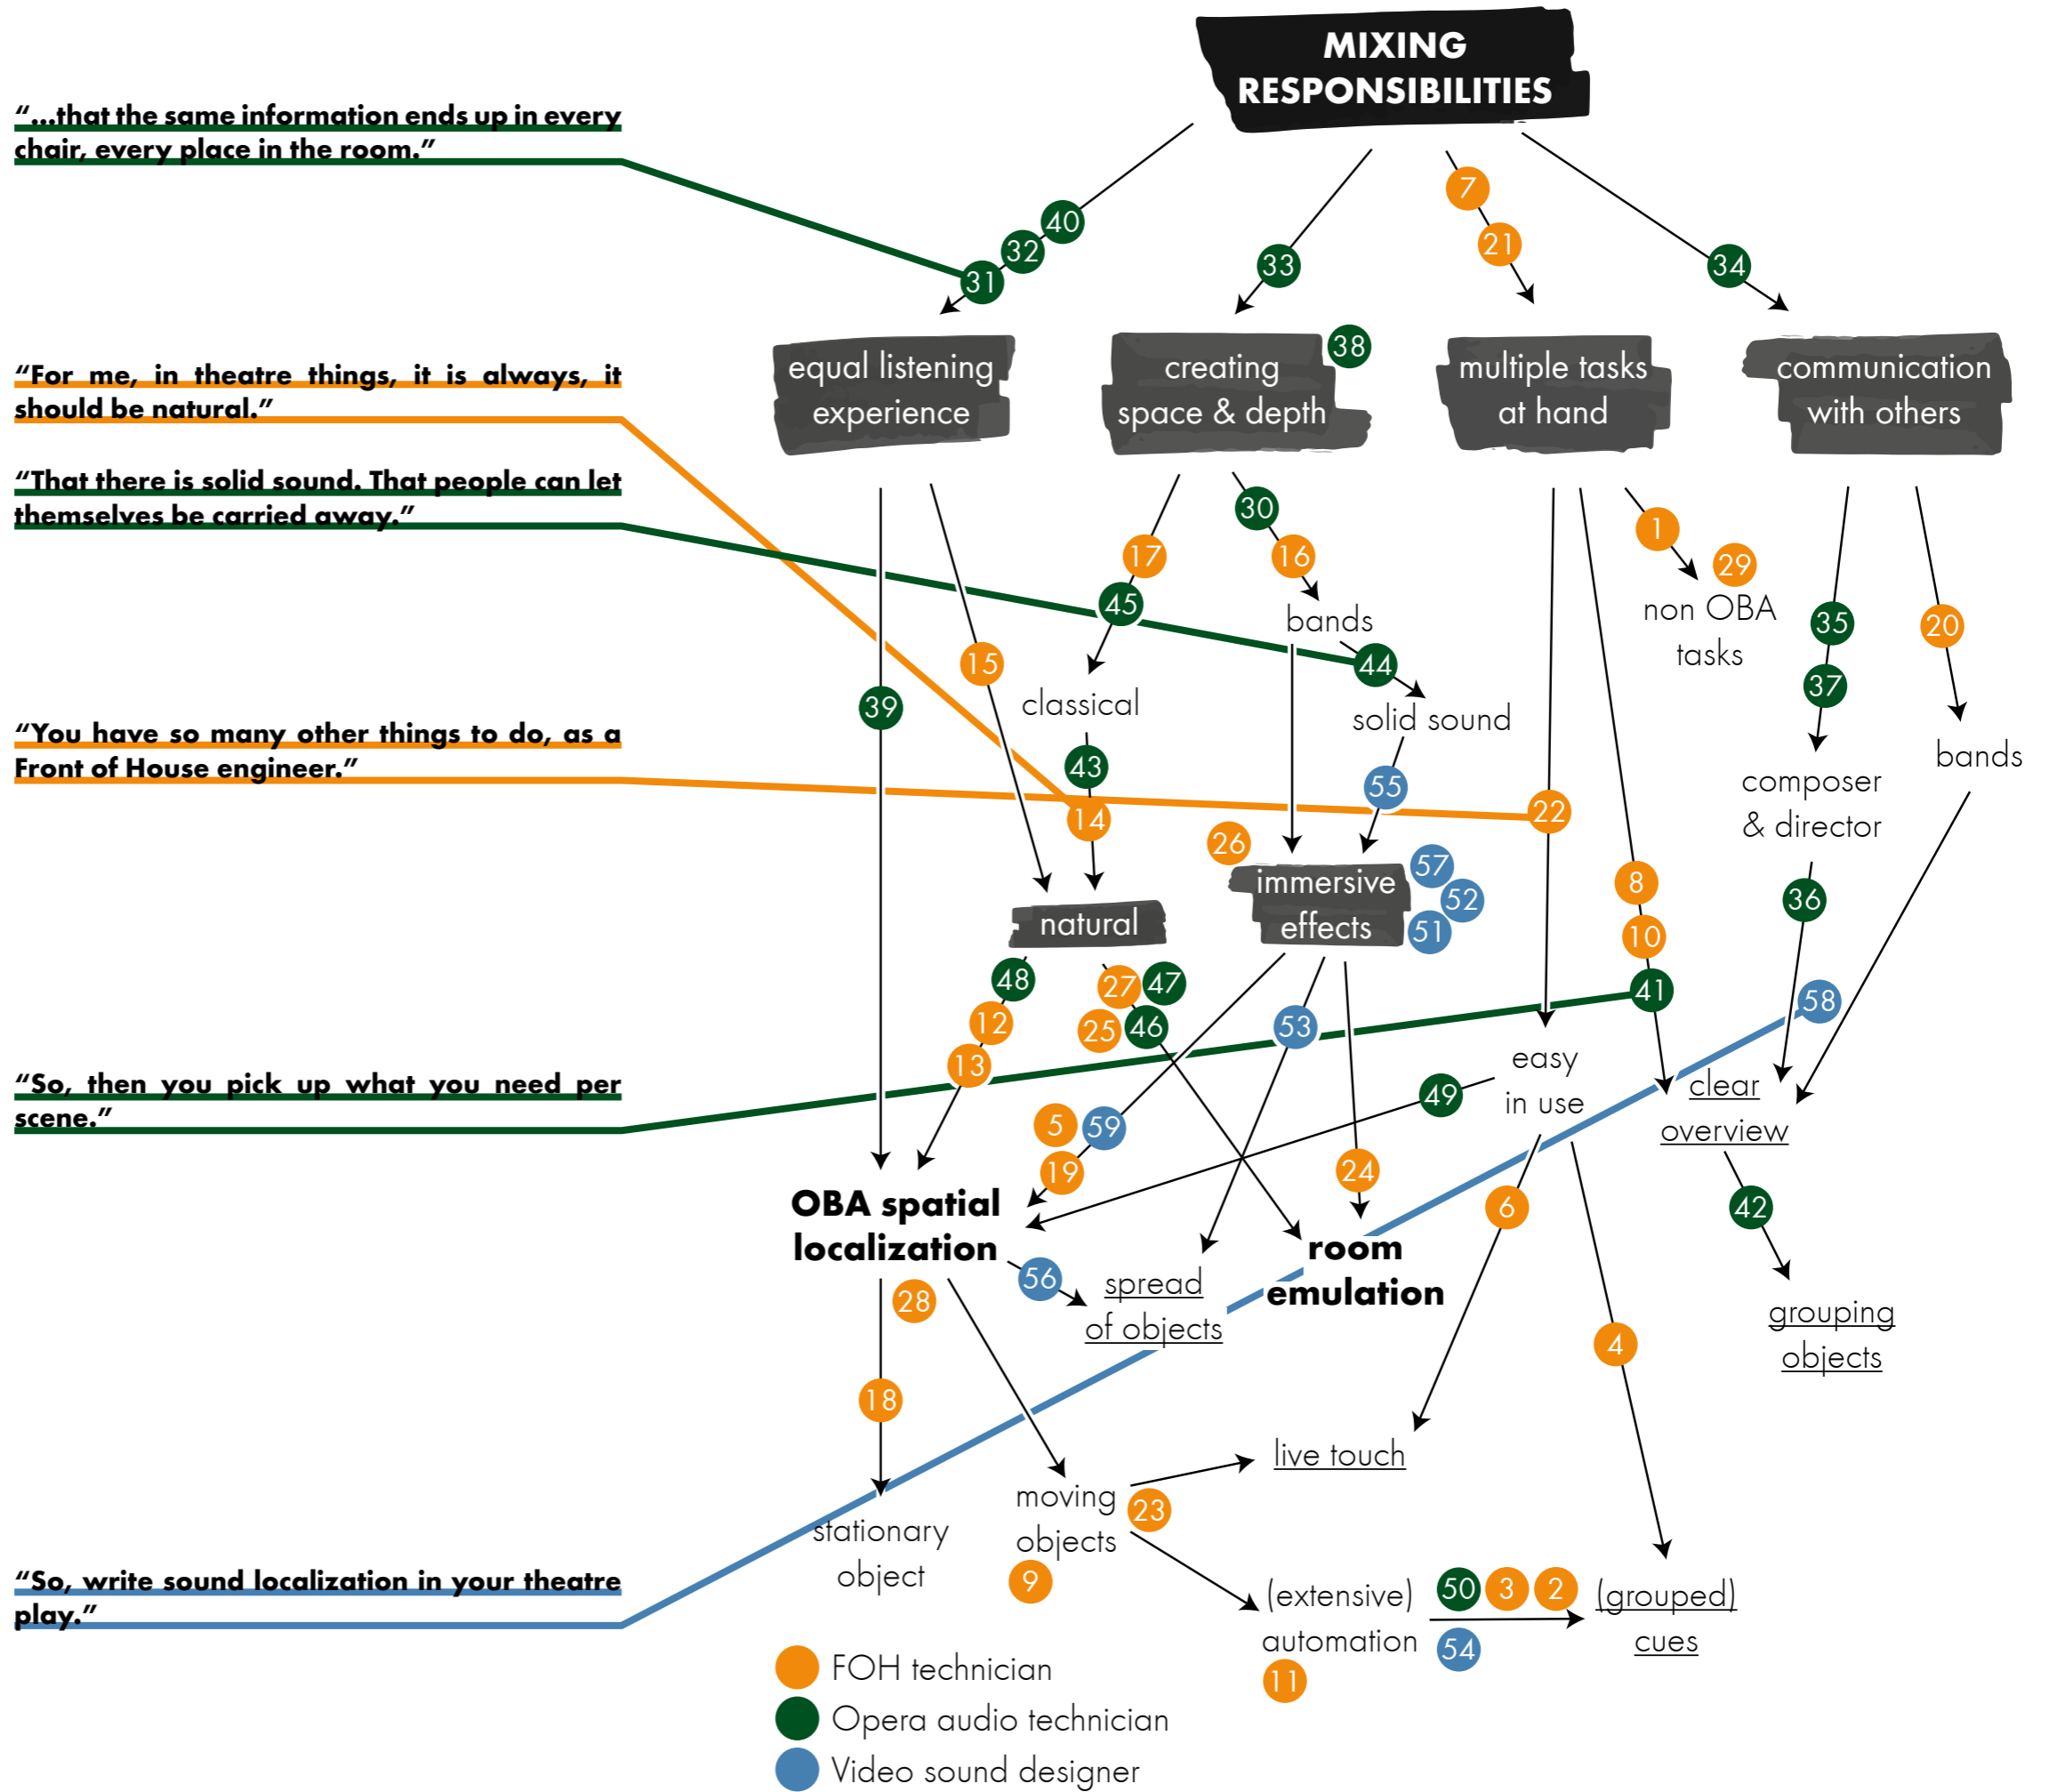 MIXING
RESPONSIBILITIES
“...that the same information ends up in every
chair, every place in the room.”
7
21
40
32
31
33
34
38
equal listening
experience
creating
space & depth
multiple tasks
at hand
communication
with others
“For me, in theatre things, it is always, it
should be natural.”
“That there is solid sound. That people can let
themselves be carried away.”
30
17
16
45
1
29
non OBA
tasks
bands
44
15
39
classical
solid sound
35
37
20
bands
“You have so many other things to do, as a
Front of House engineer.”
43
14
55
22
composer
& director
26
immersive
effects
57
52
51
8
10
36
natural
48
12
13
27
47
25
46
53
41
58
easy
in use
clear
overview
“So, then you pick up what you need per
scene.”
5
59
19
49
24
6
42
OBA spatial
localization
28
56
spread
of objects
room
emulation
grouping
objects
4
18
live touch
moving
objects
23
9
stationary
object
“So, write sound localization in your theatre
play.”
(extensive)
automation
11
50
3
2
54
(grouped)
cues
FOH technician
Opera audio technician
Video sound designer